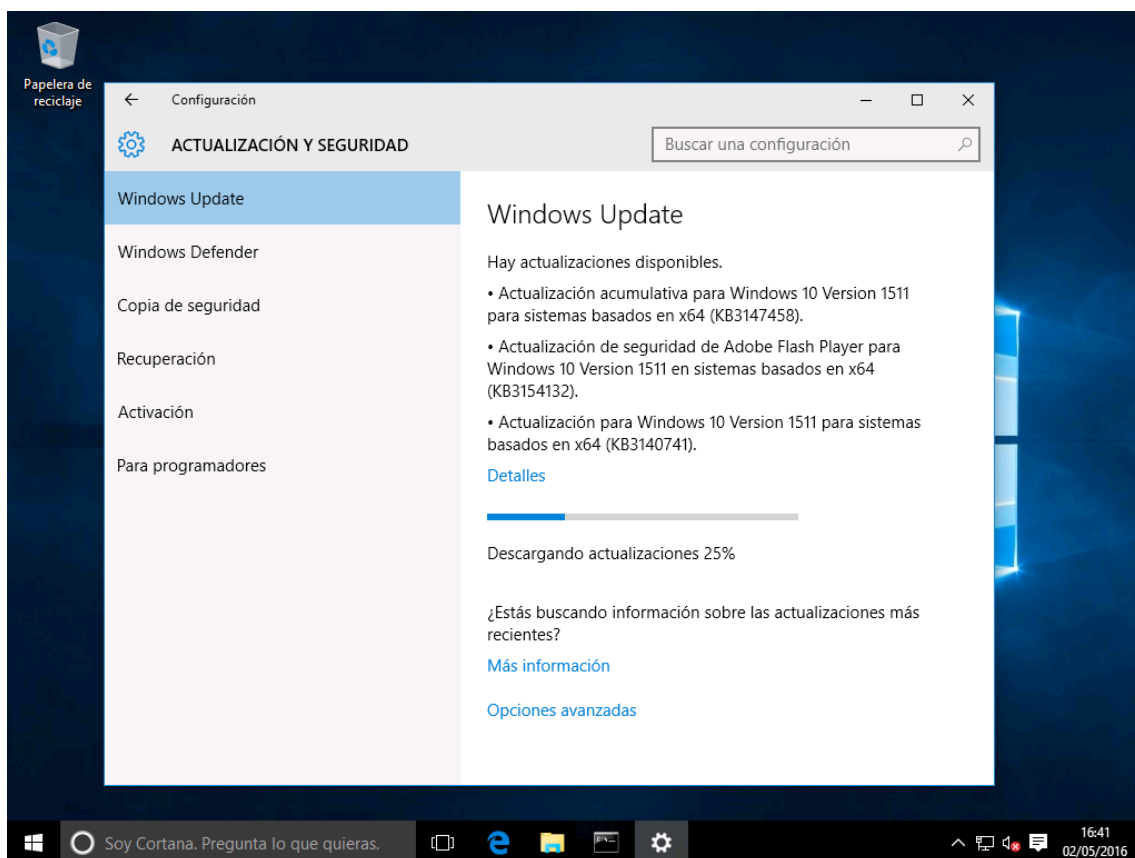 Papelera de
reciclaje
Configuración
ACTUALIZACIÓN Y SEGURIDAD
Buscar una configuración
Windows Update
Windows Defender
Copia de seguridad
Recuperación
Activación
Para programadores
Windows Update
Hay actualizaciones disponibles.
• Actualización acumulativa para Windows 10 Version 1511
para sistemas basados en x64 (KB3147458).
• Actualización de seguridad de Adobe Flash Player para
Windows 10 Version 1511 en sistemas basados en x64
(KB3154132).
• Actualización para Windows 10 Version 1511 para sistemas
basados en x64 (KB3140741).
Detalles
Descargando actualizaciones 25%
¿Estás buscando información sobre las actualizaciones más
recientes?
Más información
Opciones avanzadas
Soy Cortana. Pregunta lo que quieras.
16:41
02/05/2016